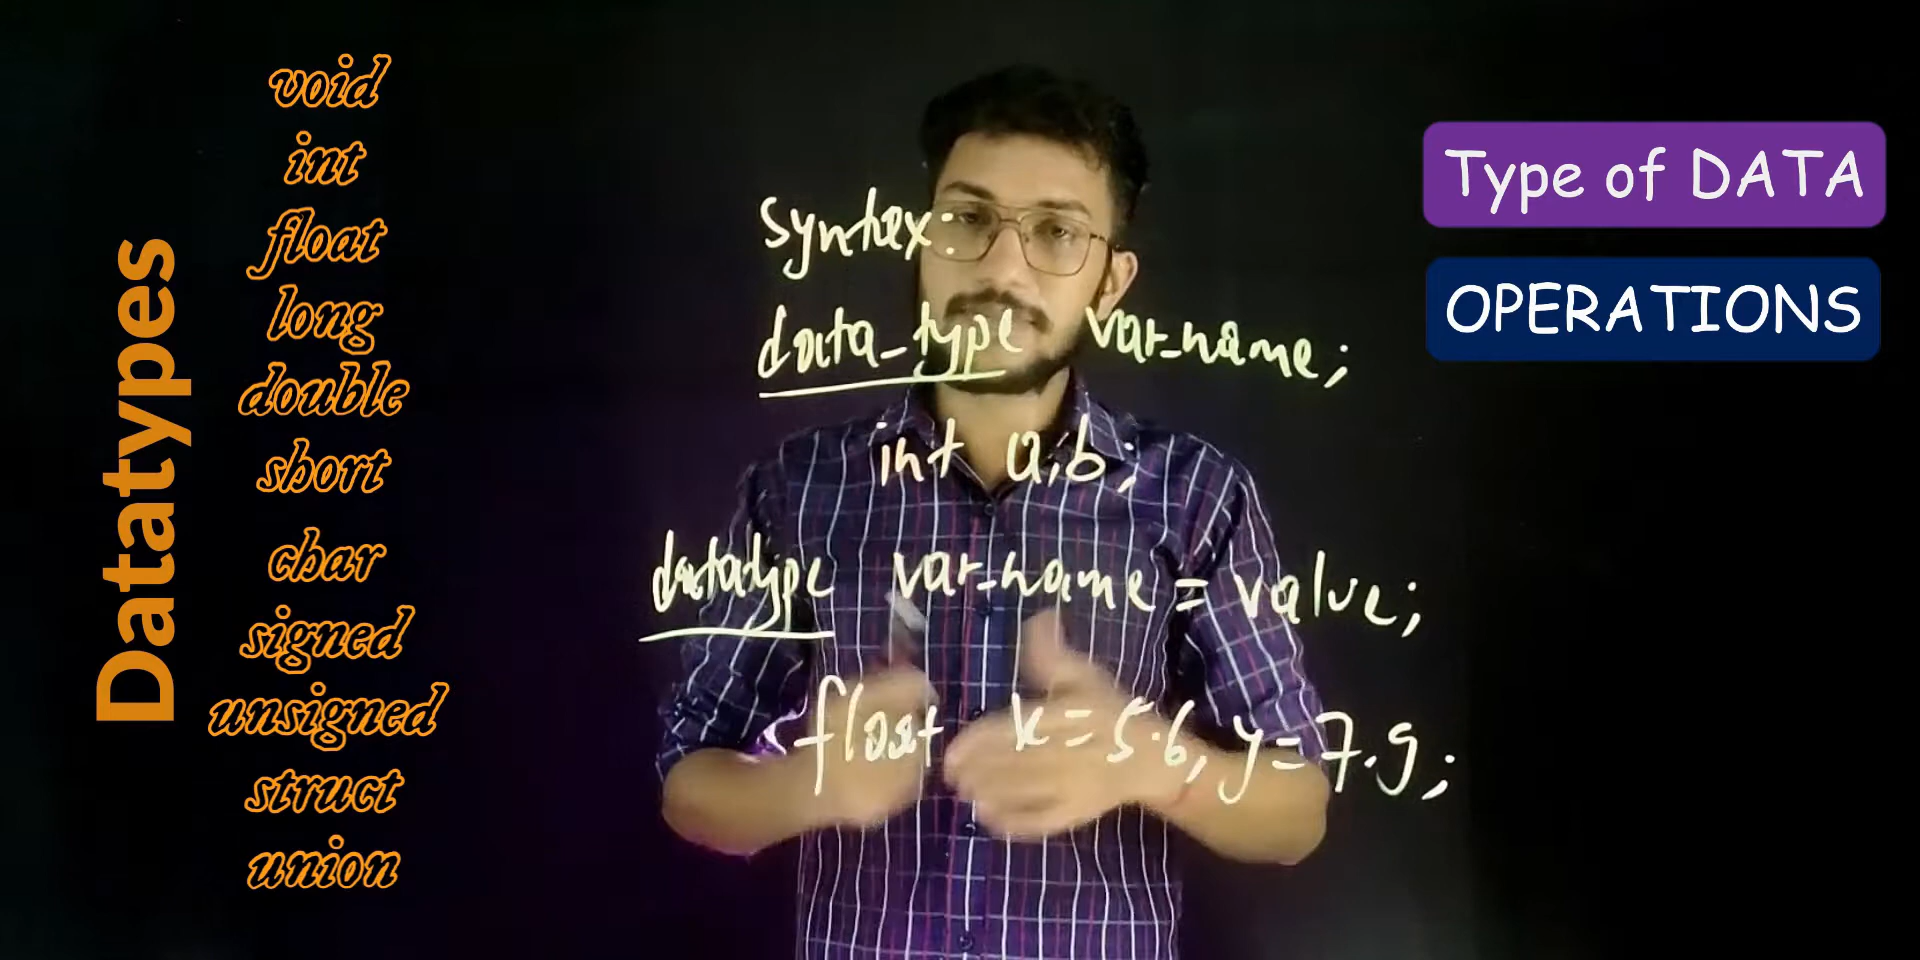 Datatypes
void
int
float
long
double
short
char
signed
unsigned
struct
union
Syntex:
data_type var_name;
int a,b;
datatype var_name = value;
float x = 5.6, y = 7.9;
Type of DATA
OPERATIONS